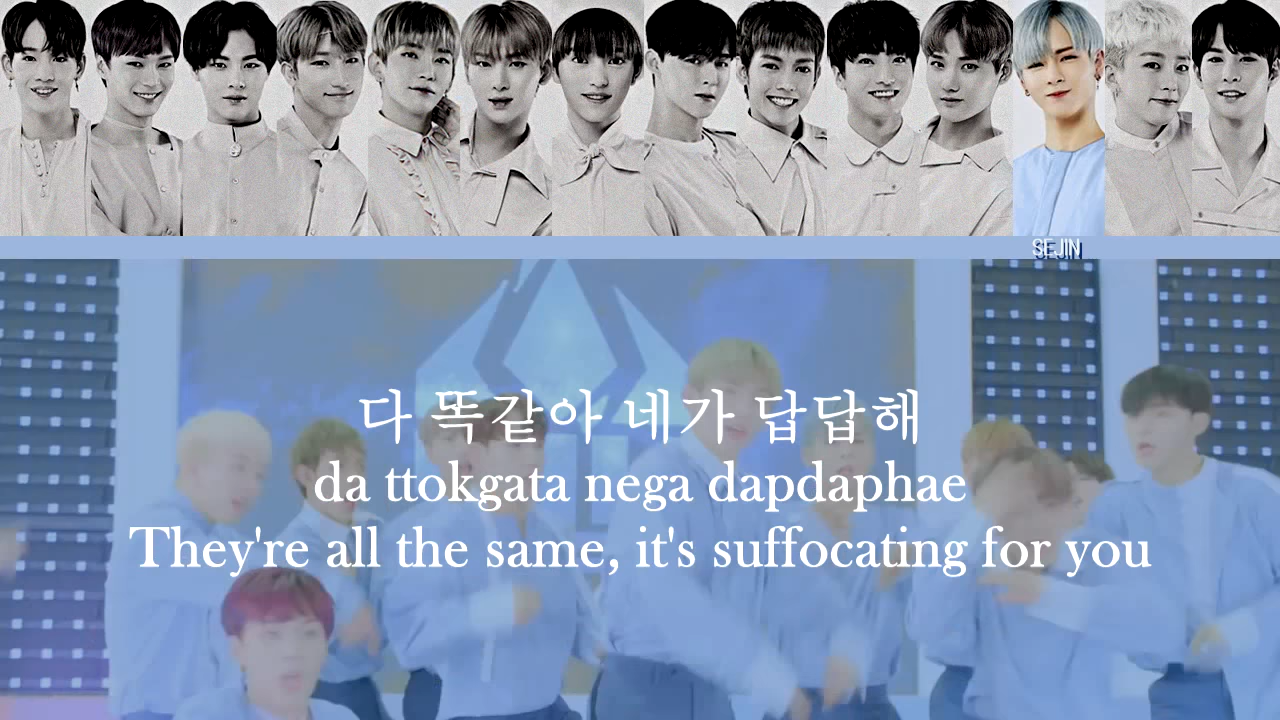 SEJIN
다 똑같아 네가 답답해
da ttokgata nega dapdaphae
They're all the same, it's suffocating for you